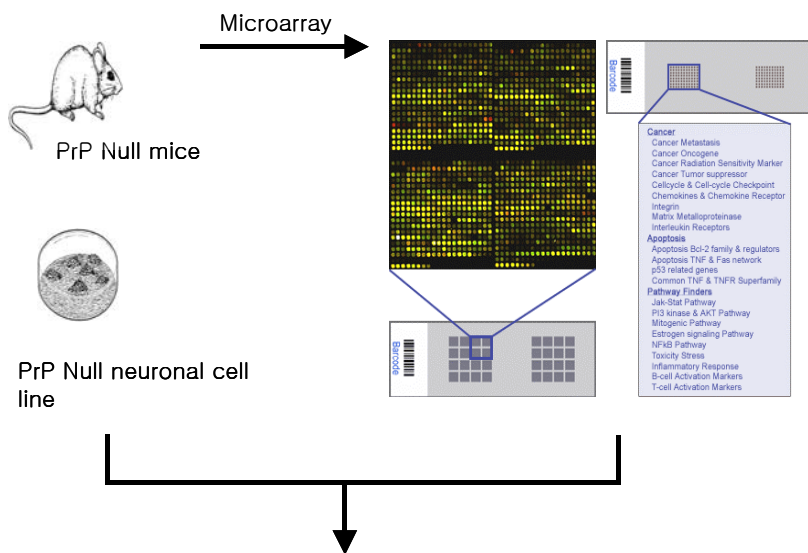 Microarray
PrP Null mice
PrP Null neuronal cell
line
Barcode
Barcode
Cancer
Cancer Metastasis
Cancer Oncogene
Cancer Radiation Sensitivity Marker
Cancer Tumor suppressor
Cellcycle & Cell-cycle Checkpoint
Chemokines & Chemokine Receptor
Integrin
Matrix Metalloproteinase
Interleukin Receptors
Apoptosis
Apoptosis Bcl-2 family & regulators
Apoptosis TNF & Fas network
p53 related genes
Common TNF & TNFR Superfamily
Pathway Finders
Jak-Stat Pathway
PI3 kinase & AKT Pathway
Mitogenic Pathway
Estrogen signaling Pathway
NFkB Pathway
Toxicity Stress
Inflammatory Response
B-cell Activation Markers
T-cell Activation Markers